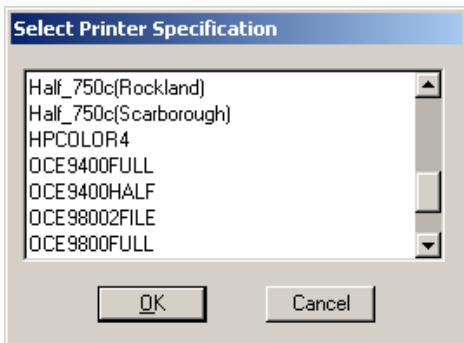 Select Printer Specification
Half_750c(Rockland)
Half_750c(Scarborough)
HPCOLOR4
OCE9400FULL
OCE9400HALF
OCE98002FILE
OCE9800FULL
OK
Cancel